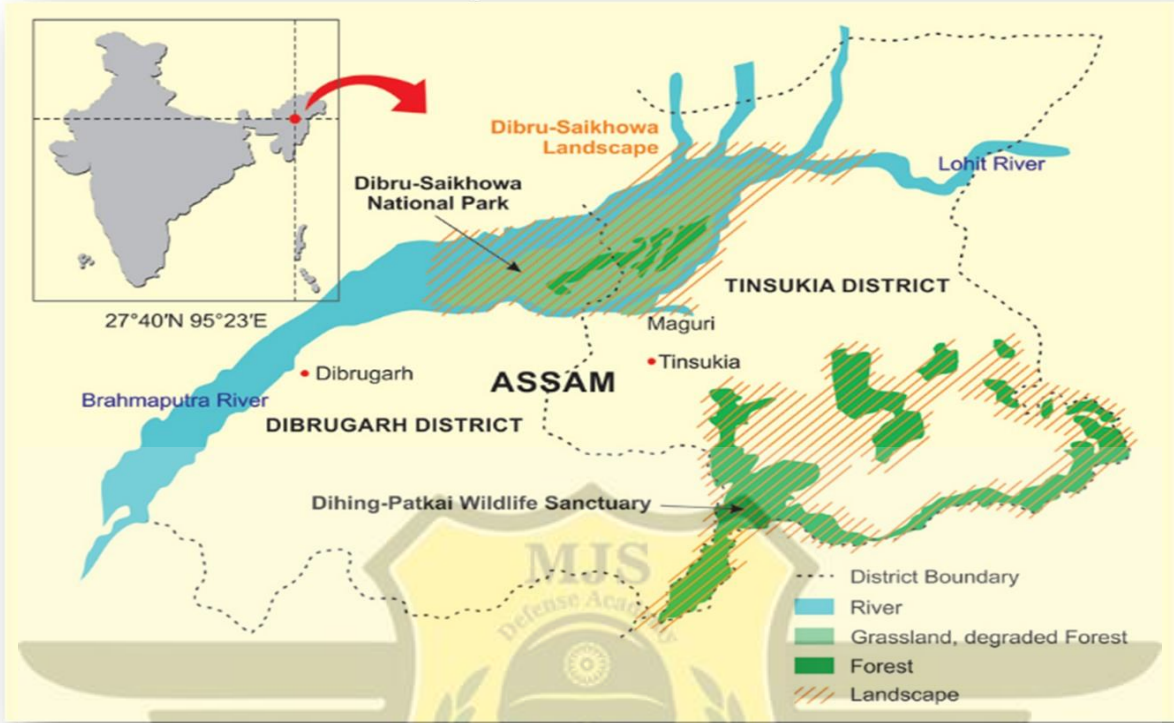 Dibru-Saikhowa
Landscape
Lohit River
Dibru-Saikhowa
National Park
TINSUKIA DISTRICT
27°40′N 95°23′E
Maguri
Tinsukia
Dibrugarh
ASSAM
Brahmaputra River
DIBRUGARH DISTRICT
Dihing-Patkai Wildlife Sanctuary
MJS
Defense Academy
District Boundary
River
Grassland, degraded Forest
Forest
Landscape